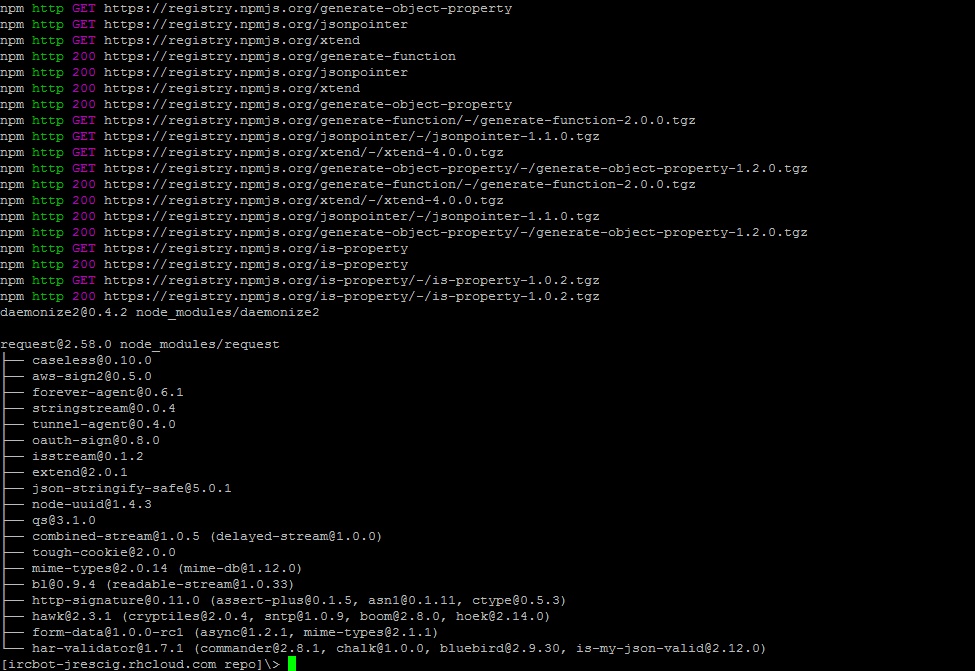 npm http GET https://registry.npmjs.org/generate-object-property
npm http GET https://registry.npmjs.org/jsonpointer
npm http GET https://registry.npmjs.org/xtend
npm http 200 https://registry.npmjs.org/generate-function
npm http 200 https://registry.npmjs.org/jsonpointer
npm http 200 https://registry.npmjs.org/xtend
npm http 200 https://registry.npmjs.org/generate-object-property
npm http GET https://registry.npmjs.org/generate-function/-/generate-function-2.0.0.tgz
npm http GET https://registry.npmjs.org/jsonpointer/-/jsonpointer-1.1.0.tgz
npm http GET https://registry.npmjs.org/xtend/-/xtend-4.0.0.tgz
npm http GET https://registry.npmjs.org/generate-object-property/-/generate-object-property-1.2.0.tgz
npm http 200 https://registry.npmjs.org/generate-function/-/generate-function-2.0.0.tgz
npm http 200 https://registry.npmjs.org/xtend/-/xtend-4.0.0.tgz
npm http 200 https://registry.npmjs.org/jsonpointer/-/jsonpointer-1.1.0.tgz
npm http 200 https://registry.npmjs.org/generate-object-property/-/generate-object-property-1.2.0.tgz
npm http GET https://registry.npmjs.org/is-property
npm http 200 https://registry.npmjs.org/is-property
npm http GET https://registry.npmjs.org/is-property/-/is-property-1.0.2.tgz
npm http 200 https://registry.npmjs.org/is-property/-/is-property-1.0.2.tgz
daemonize2@0.4.2 node_modules/daemonize2

request@2.58.0 node_modules/request
├── caseless@0.10.0
├── aws-sign2@0.5.0
├── forever-agent@0.6.1
├── stringstream@0.0.4
├── tunnel-agent@0.4.0
├── oauth-sign@0.8.0
├── isstream@0.1.2
├── extend@2.0.1
├── json-stringify-safe@5.0.1
├── node-uuid@1.4.3
├── qs@3.1.0
├── combined-stream@1.0.5 (delayed-stream@1.0.0)
├── tough-cookie@2.0.0
├── mime-types@2.0.14 (mime-db@1.12.0)
├── bl@0.9.4 (readable-stream@1.0.33)
├── http-signature@0.11.0 (assert-plus@0.1.5, asn1@0.1.11, ctype@0.5.3)
├── hawk@2.3.1 (cryptiles@2.0.4, sntp@1.0.9, boom@2.8.0, hoek@2.14.0)
├── form-data@1.0.0-rc1 (async@1.2.1, mime-types@2.1.1)
└── har-validator@1.7.1 (commander@2.8.1, chalk@1.0.0, bluebird@2.9.30, is-my-json-valid@2.12.0)
[ircbot-jrescig.rhcloud.com repo]\>